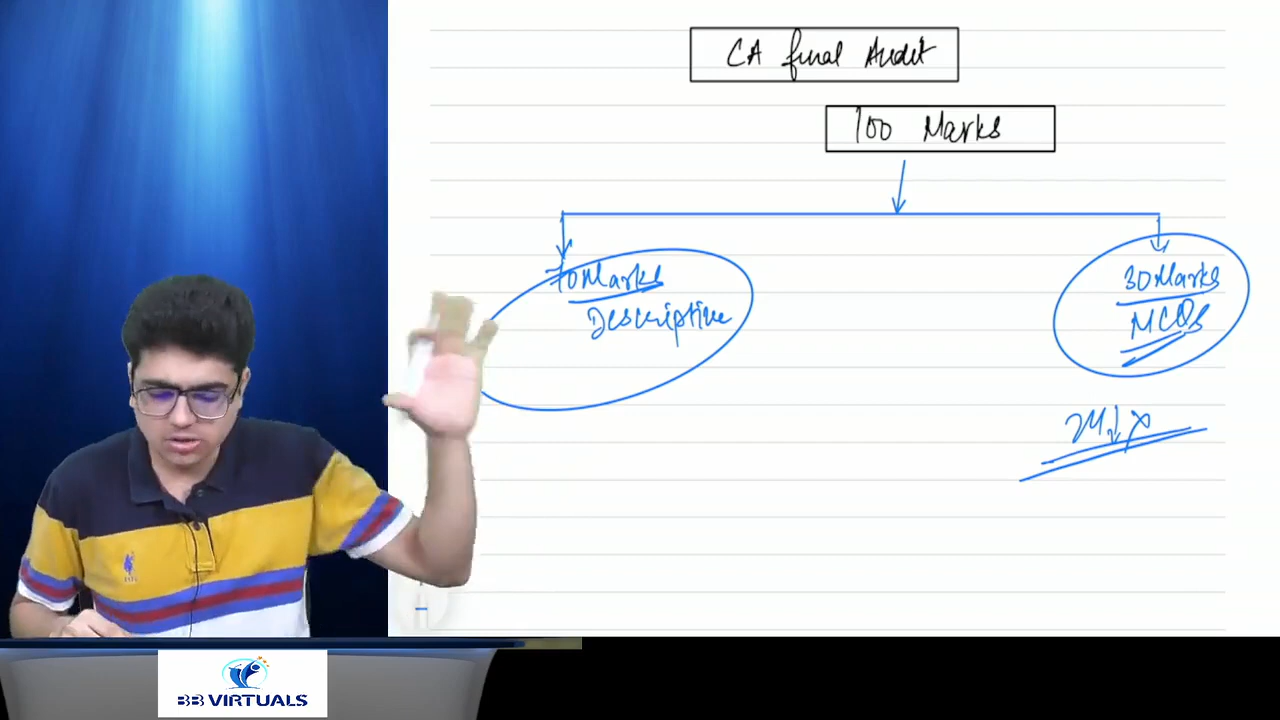 CA final Audit
100 Marks
70 Marks
Descriptive
30 Marks
MCQs
BB VIRTUALS